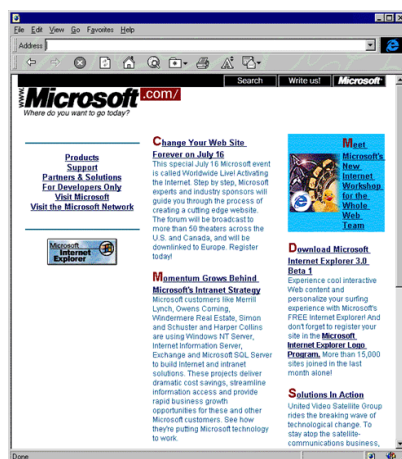 File Edit View Go Favorites Help
Address
Search Write us! Microsoft
www.
Microsoft .com/
Where do you want to go today?
Products
Support
Partners & Solutions
For Developers Only
Visit Microsoft
Visit the Microsoft Network
Microsoft
Internet
Explorer
Change Your Web Site
Forever on July 16
This special July 16 Microsoft event
is called Worldwide Live! Activating
the Internet. Step by step, Microsoft
experts and industry sponsors will
guide you through the process of
creating a cutting edge website.
The forum will be broadcast to
more than 50 theaters across the
U.S. and Canada, and will be
downlinked to Europe. Register
today!
Momentum Grows Behind
Microsoft's Intranet Strategy
Microsoft customers like Merrill
Lynch, Owens Corning,
Windermere Real Estate, Simon
and Schuster and Harper Collins
are using Windows NT Server,
Internet Information Server,
Exchange and Microsoft SQL Server
to build Internet and intranet
solutions. These projects deliver
dramatic cost savings, streamline
information access and provide
rapid business growth
opportunities for these and other
Microsoft customers. See how
they're putting Microsoft technology
to work.
Meet
Microsoft's
New
Internet
Workshop
for the
Whole
Web
Team
Download Microsoft
Internet Explorer 3.0
Beta 1
Experience cool interactive
Web content and
personalize your surfing
experience with Microsoft's
FREE Internet Explorer! And
don't forget to register your
site in the Microsoft
Internet Explorer Logo
Program. More than 15,000
sites joined in the last
month alone!
Solutions In Action
United Video Satellite Group
rides the breaking wave of
technological change. To
stay atop the satellite-
communications business,
Done